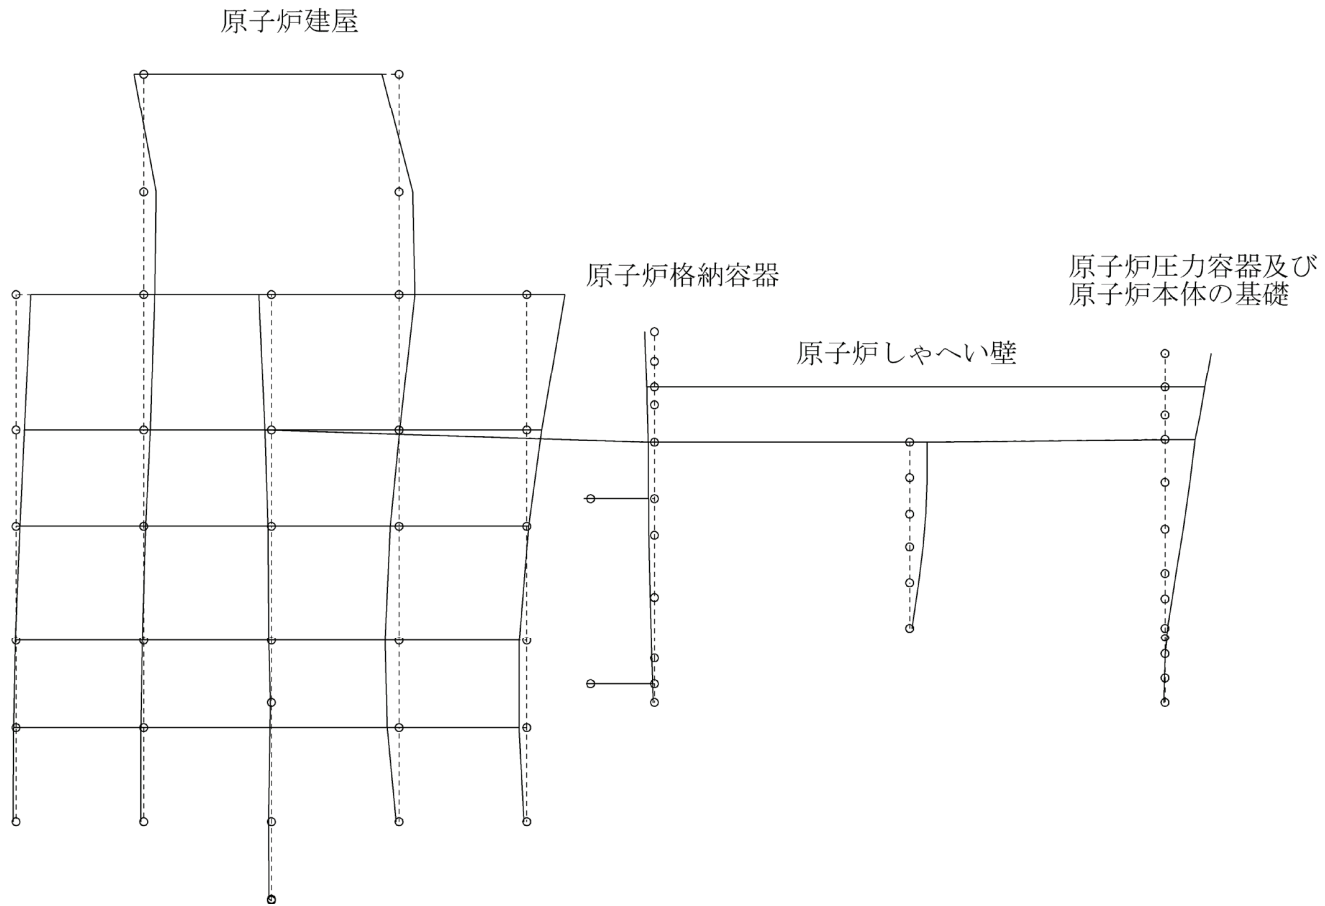 原子炉建屋
原子炉格納容器
原子炉しゃへい壁
原子炉圧力容器及び
原子炉本体の基礎